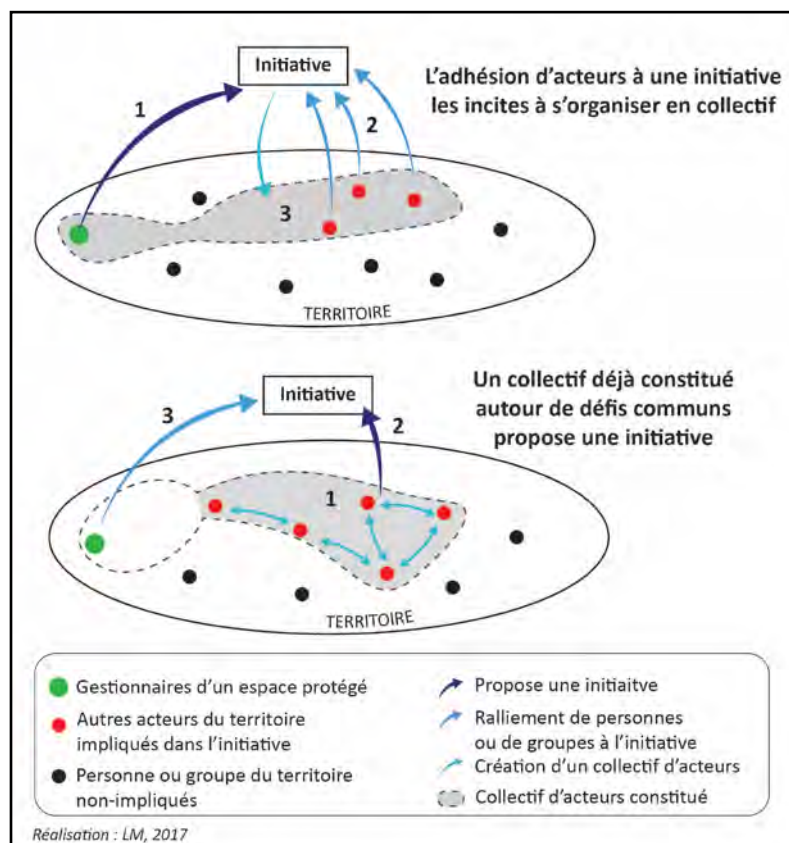 Initiative
1
2
3
L'adhésion d'acteurs à une initiative
les incites à s'organiser en collectif
TERRITOIRE
Initiative
3
2
1
Un collectif déjà constitué
autour de défis communs
propose une initiative
TERRITOIRE
Gestionnaires d'un espace protégé
Autres acteurs du territoire
impliqués dans l'initiative
Personne ou groupe du territoire
non-impliqués
Propose une initiaitve
Ralliement de personnes
ou de groupes à l'initiative
Création d'un collectif d'acteurs
Collectif d'acteurs constitué
Réalisation : LM, 2017